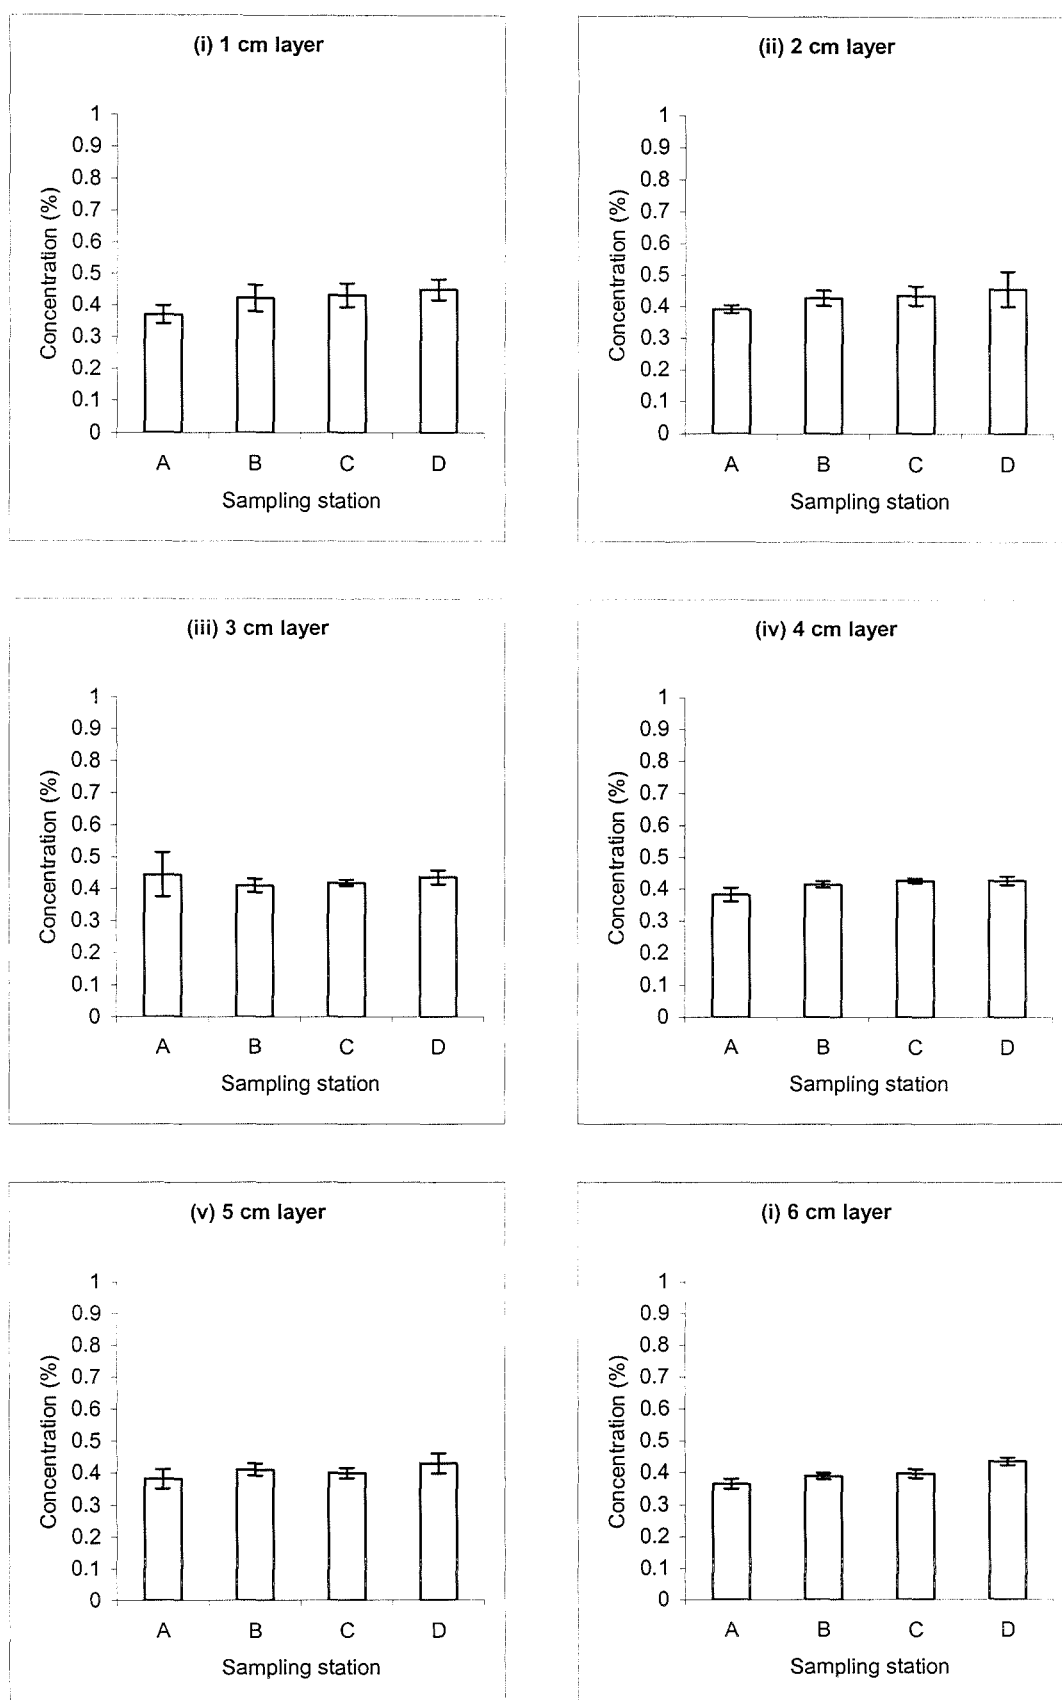 (i) 1 cm layer
Concentration (%)
1
0.9
0.8
0.7
0.6
0.5
0.4
0.3
0.2
0.1
0
A B C D
Sampling station
(ii) 2 cm layer
Concentration (%)
1
0.9
0.8
0.7
0.6
0.5
0.4
0.3
0.2
0.1
0
A B C D
Sampling station
(iii) 3 cm layer
Concentration (%)
1
0.9
0.8
0.7
0.6
0.5
0.4
0.3
0.2
0.1
0
A B C D
Sampling station
(iv) 4 cm layer
Concentration (%)
1
0.9
0.8
0.7
0.6
0.5
0.4
0.3
0.2
0.1
0
A B C D
Sampling station
(v) 5 cm layer
Concentration (%)
1
0.9
0.8
0.7
0.6
0.5
0.4
0.3
0.2
0.1
0
A B C D
Sampling station
(i) 6 cm layer
Concentration (%)
1
0.9
0.8
0.7
0.6
0.5
0.4
0.3
0.2
0.1
0
A B C D
Sampling station